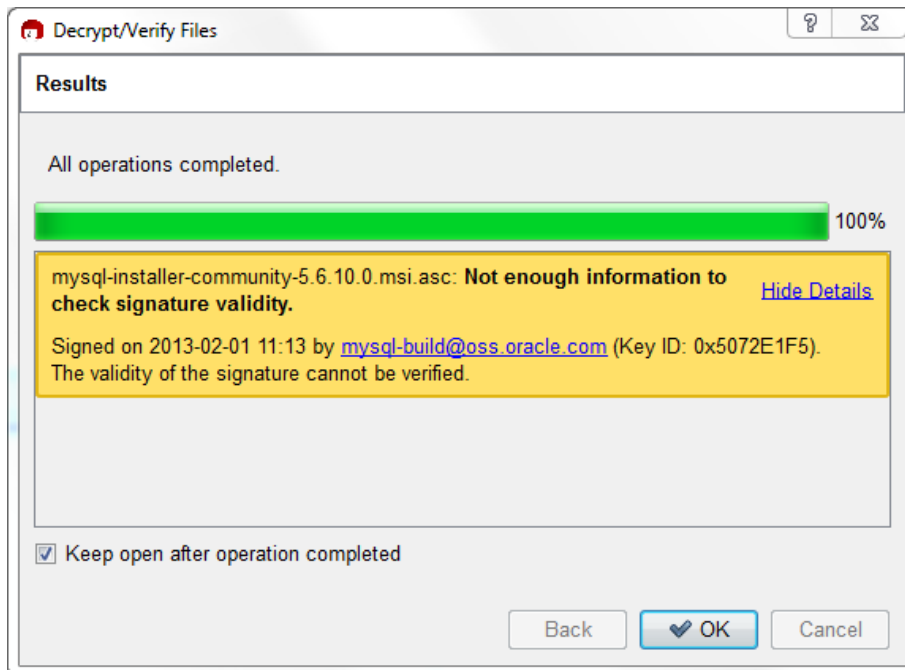 Decrypt/Verify Files
Results
All operations completed.
100%
mysql-installer-community-5.6.10.0.msi.asc: Not enough information to
check signature validity.
Hide Details
Signed on 2013-02-01 11:13 by mysql-build@oss.oracle.com (Key ID: 0x5072E1F5).
The validity of the signature cannot be verified.
Keep open after operation completed
Back
OK
Cancel